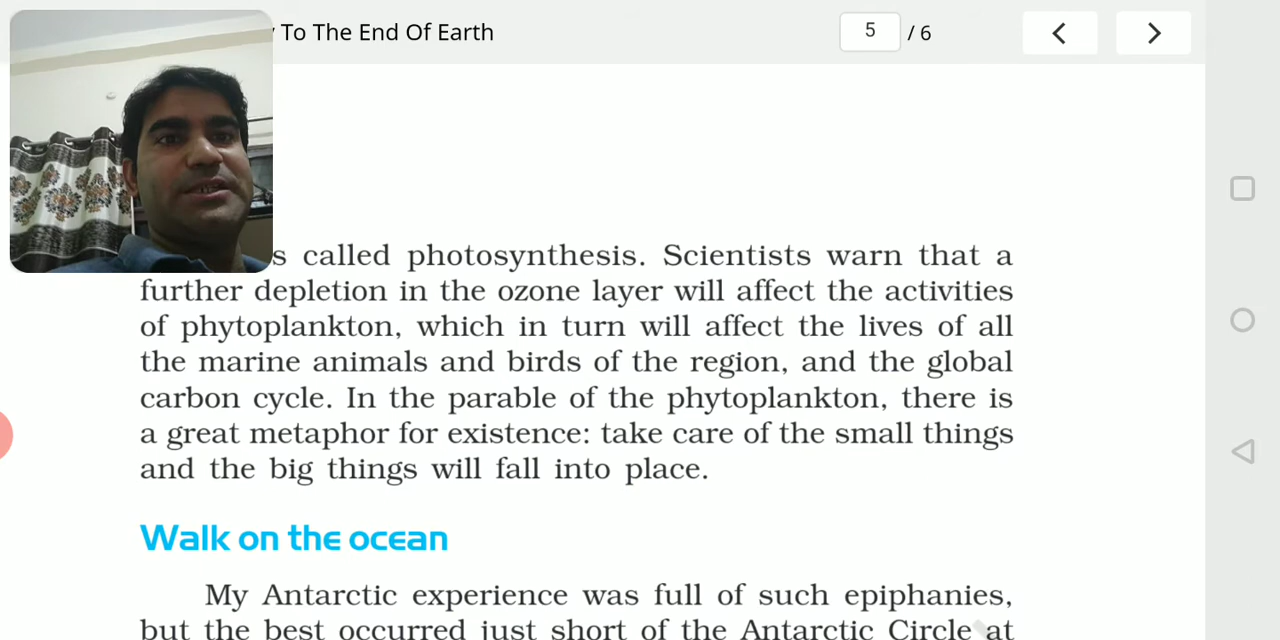 To The End Of Earth
5 / 6
s called photosynthesis. Scientists warn that a
further depletion in the ozone layer will affect the activities
of phytoplankton, which in turn will affect the lives of all
the marine animals and birds of the region, and the global
carbon cycle. In the parable of the phytoplankton, there is
a great metaphor for existence: take care of the small things
and the big things will fall into place.
Walk on the ocean
My Antarctic experience was full of such epiphanies,
but the best occurred just short of the Antarctic Circle at